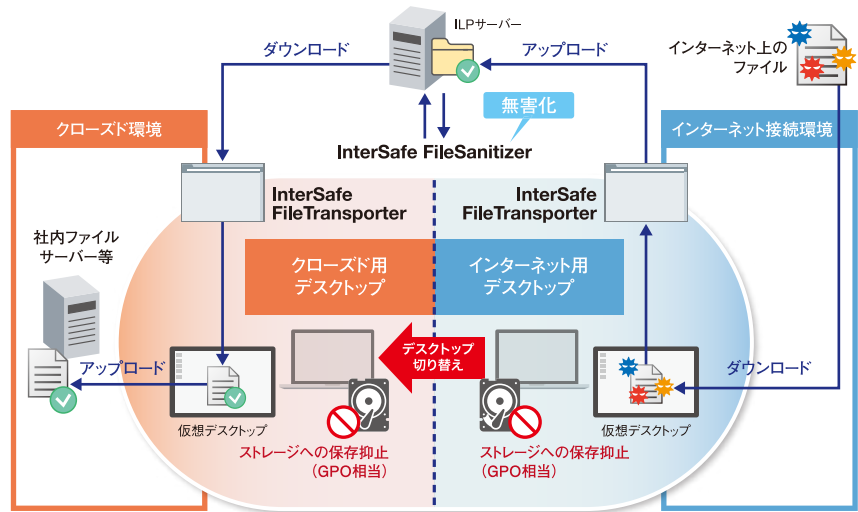 ILPサーバー
ダウンロード
アップロード
インターネット上の
ファイル
無害化
クローズド環境
インターネット接続環境
InterSafe FileSanitizer
InterSafe
FileTransporter
InterSafe
FileTransporter
社内ファイル
サーバー等
クローズド用
デスクトップ
インターネット用
デスクトップ
デスクトップ
切り替え
アップロード
ダウンロード
仮想デスクトップ
仮想デスクトップ
ストレージへの保存抑止
（GPO相当）
ストレージへの保存抑止
（GPO相当）